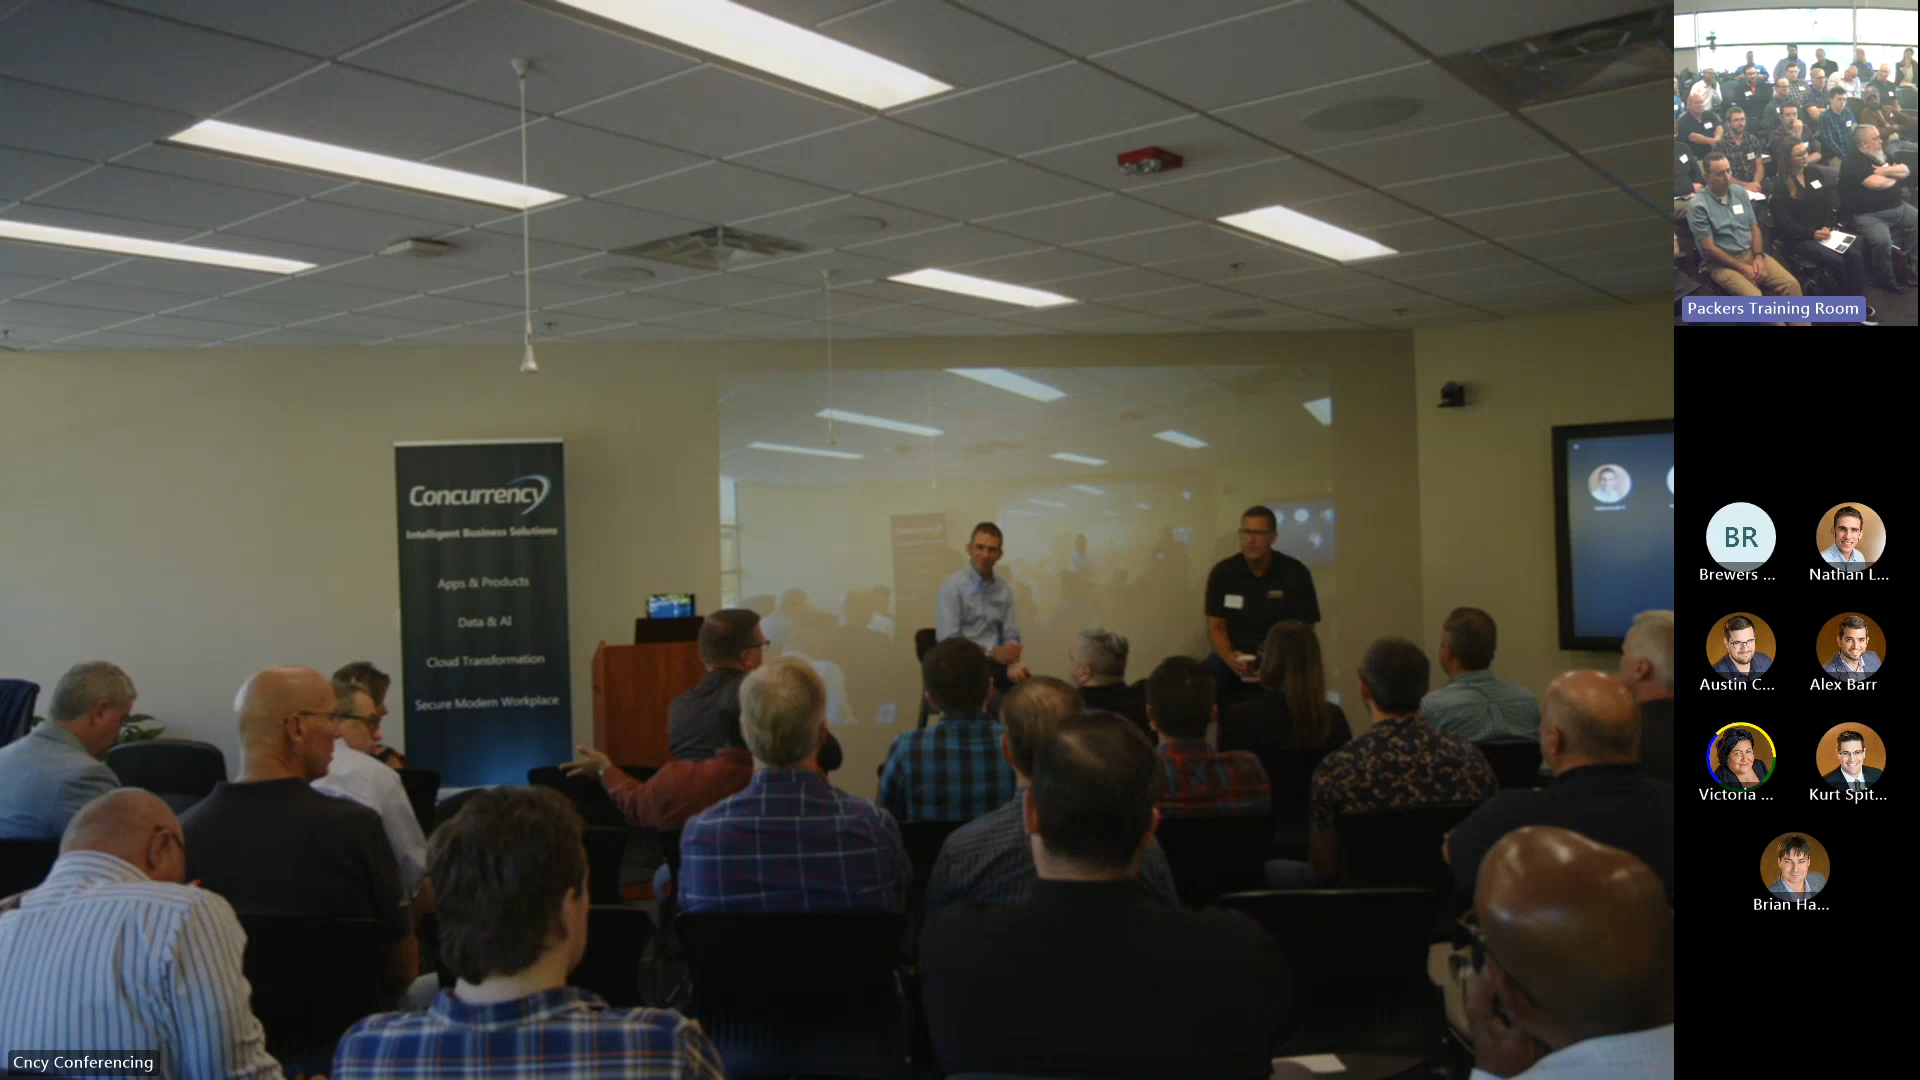 Concurrency
Intelligent Business Solutions
Apps & Products
Data & AI
Cloud Transformation
Secure Modern Workplace
Cncy Conferencing
Packers Training Room
BR
Brewers ...
Nathan L...
Austin C...
Alex Barr
Victoria ...
Kurt Spit...
Brian Ha...